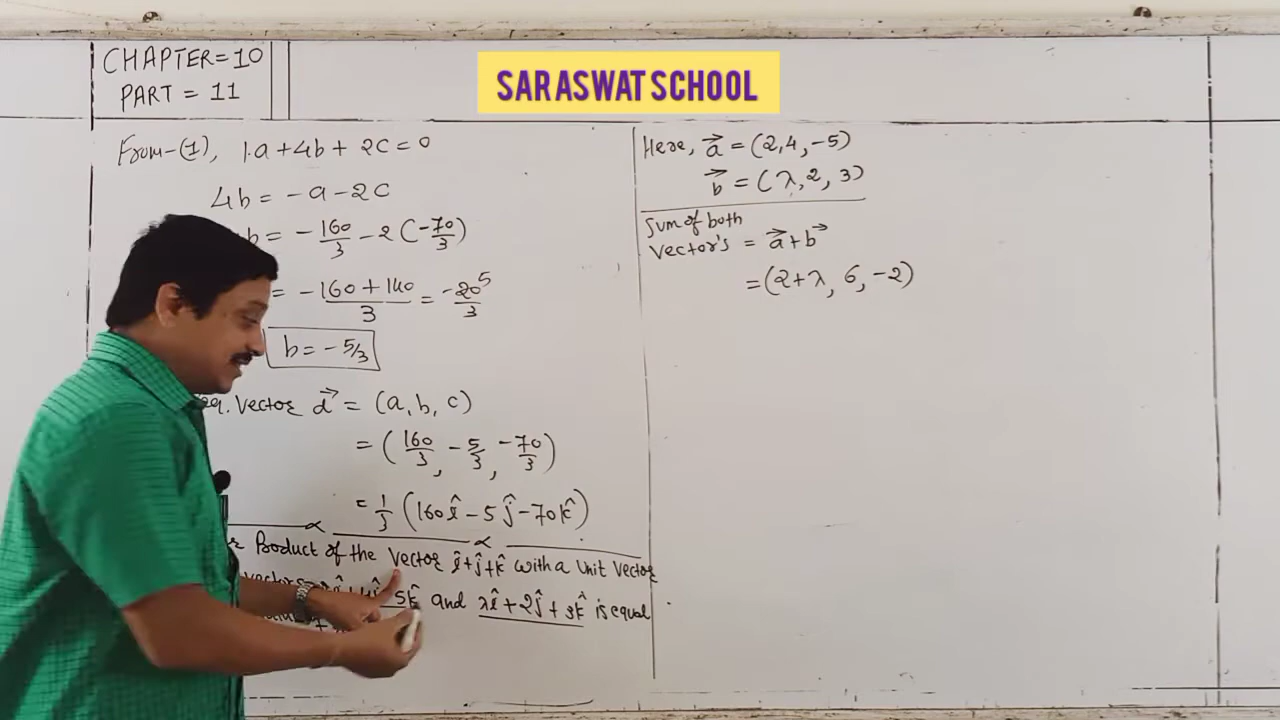 SARASWAT SCHOOL
CHAPTER=10
PART = 11
From-(1), 1.a+4b+2c=0
4b = -a-2c
b = -160/3 -2(-70/3)
= -160+140/3 = -20/3 5
b = -5/3
Vector d⃗ = (a, b, c)
= (160/3, -5/3, -70/3)
= 1/3 (160î-5ĵ-70k̂)
Product of the Vector î+ĵ+k̂ with a Unit Vector
5k̂ and λî+2ĵ+3k̂ is equal
Here, a⃗ = (2,4,-5)
b⃗ = (λ,2,3)
Sum of both
Vector's = a⃗+b⃗
=(2+λ, 6, -2)